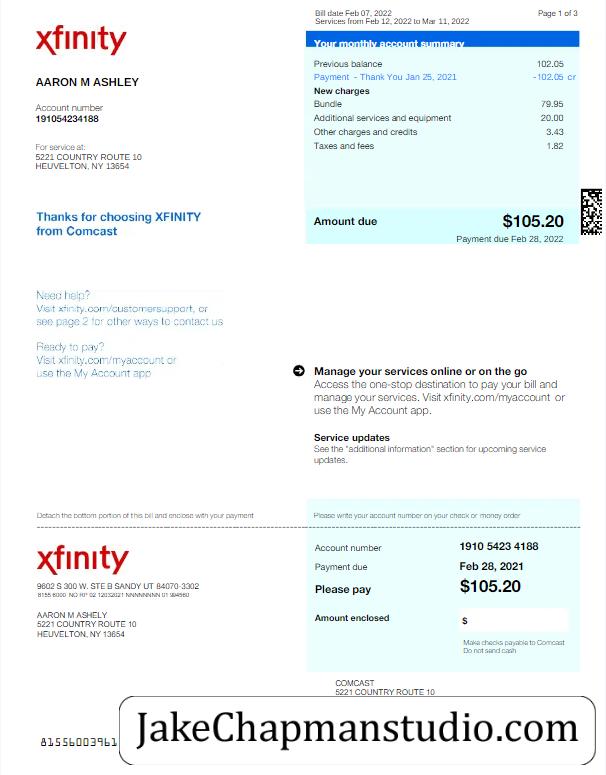 Bill date Feb 07, 2022
Services from Feb 12, 2022 to Mar 11, 2022
Page 1 of 3
xfinity
Your monthly account summary
AARON M ASHLEY
Account number
191054234188
For service at:
5221 COUNTRY ROUTE 10
HEUVELTON, NY 13654
Previous balance 102.05
Payment - Thank You Jan 25, 2021 -102.05 cr
New charges
Bundle 79.95
Additional services and equipment 20.00
Other charges and credits 3.43
Taxes and fees 1.82
Thanks for choosing XFINITY
from Comcast
Amount due $105.20
Payment due Feb 28, 2022
Need help?
Visit xfinity.com/customersupport, or
see page 2 for other ways to contact us
Ready to pay?
Visit xfinity.com/myaccount or
use the My Account app
Manage your services online or on the go
Access the one-stop destination to pay your bill and
manage your services. Visit xfinity.com/myaccount or
use the My Account app.
Service updates
See the "additional information" section for upcoming service
updates.
Detach the bottom portion of this bill and enclose with your payment
Please write your account number on your check or money order
xfinity
9602 S 300 W. STE B SANDY UT 84070-3302
8155 6000 NO RP 02 12032021 NNNNNNNN 01 994560
AARON M ASHELY
5221 COUNTRY ROUTE 10
HEUVELTON, NY 13654
Account number 1910 5423 4188
Payment due Feb 28, 2021
Please pay $105.20
Amount enclosed $
Make checks payable to Comcast
Do not send cash
COMCAST
5221 COUNTRY ROUTE 10
81556003961
JakeChapmanstudio.com